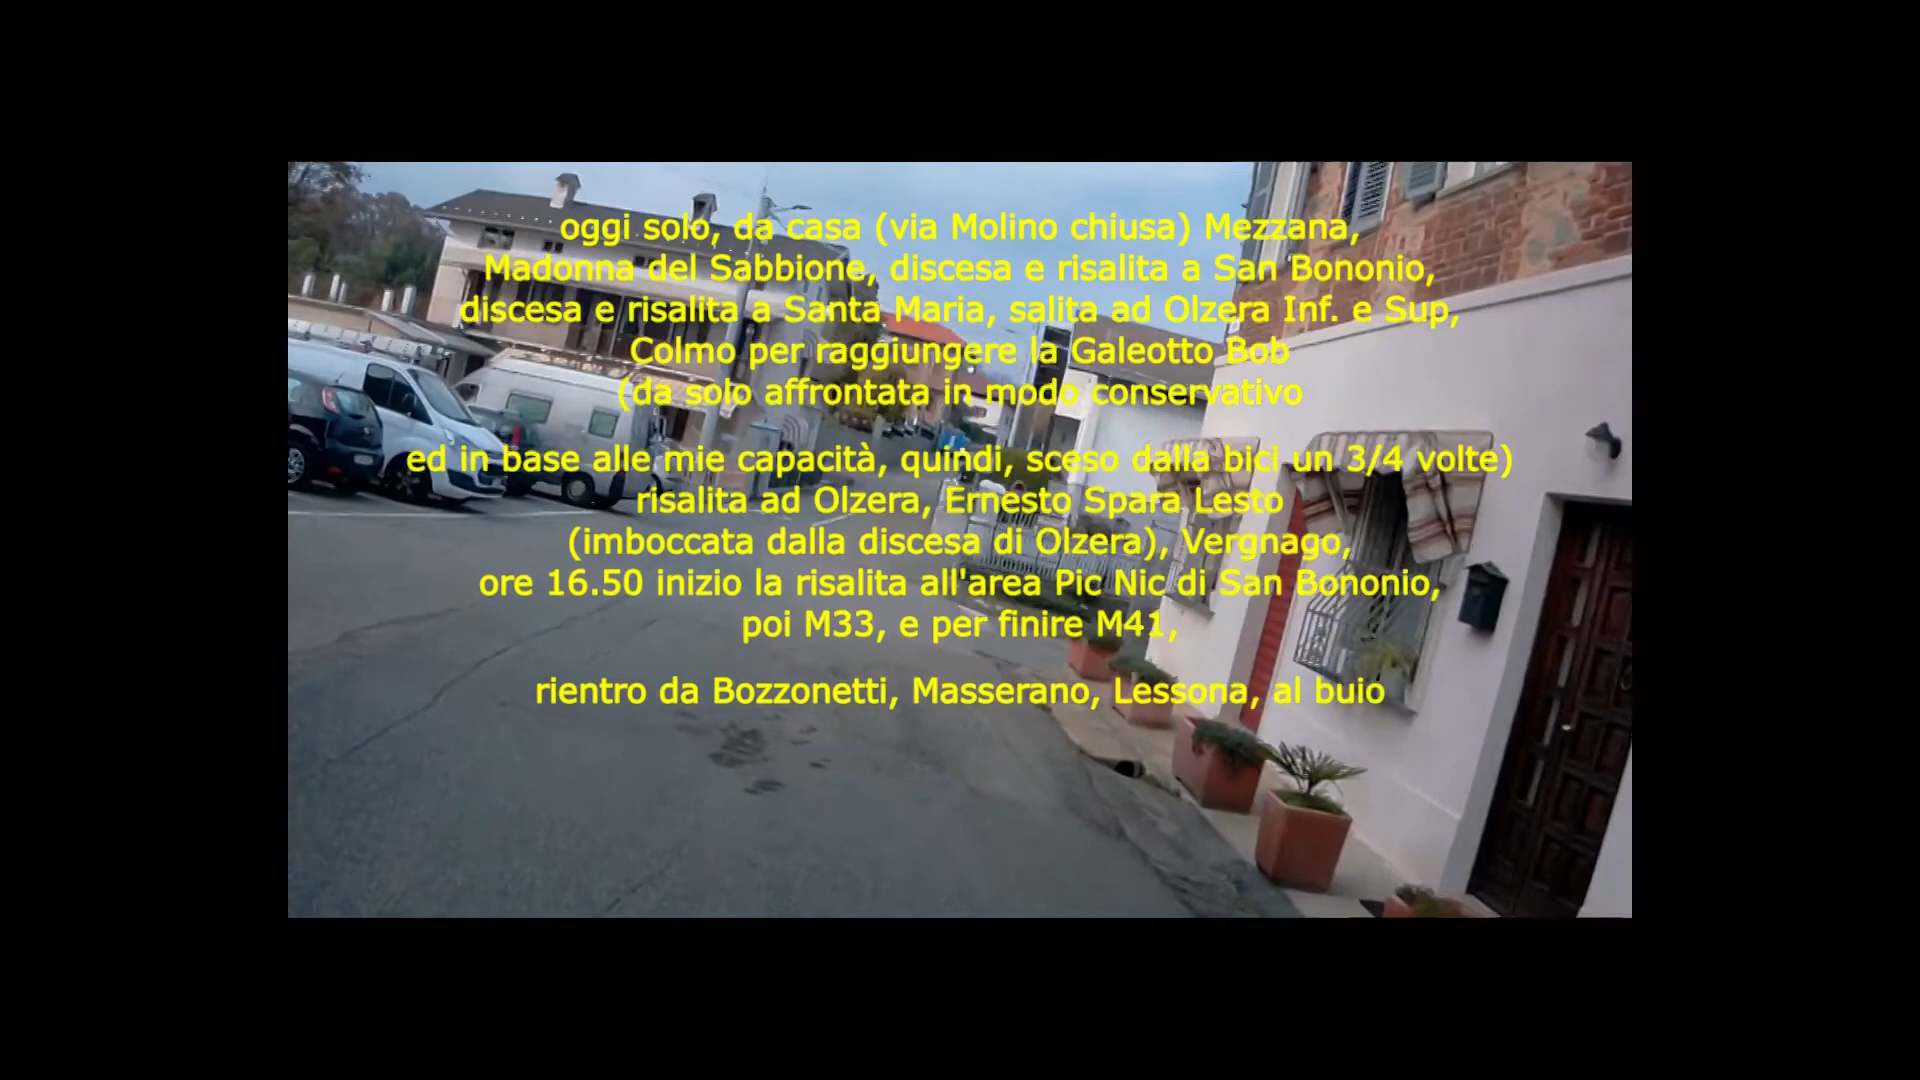 oggi solo, da casa (via Molino chiusa) Mezzana,
Madonna del Sabbione, discesa e risalita a San Bononio,
discesa e risalita a Santa Maria, salita ad Olzera Inf. e Sup,
Colmo per raggiungere la Galeotto Bob
(da solo affrontata in modo conservativo
ed in base alle mie capacità, quindi, sceso dalla bici un 3/4 volte)
risalita ad Olzera, Ernesto Spara Lesto
(imboccata dalla discesa di Olzera), Vergnago,
ore 16.50 inizio la risalita all'area Pic Nic di San Bononio,
poi M33, e per finire M41,
rientro da Bozzonetti, Masserano, Lessona, al buio